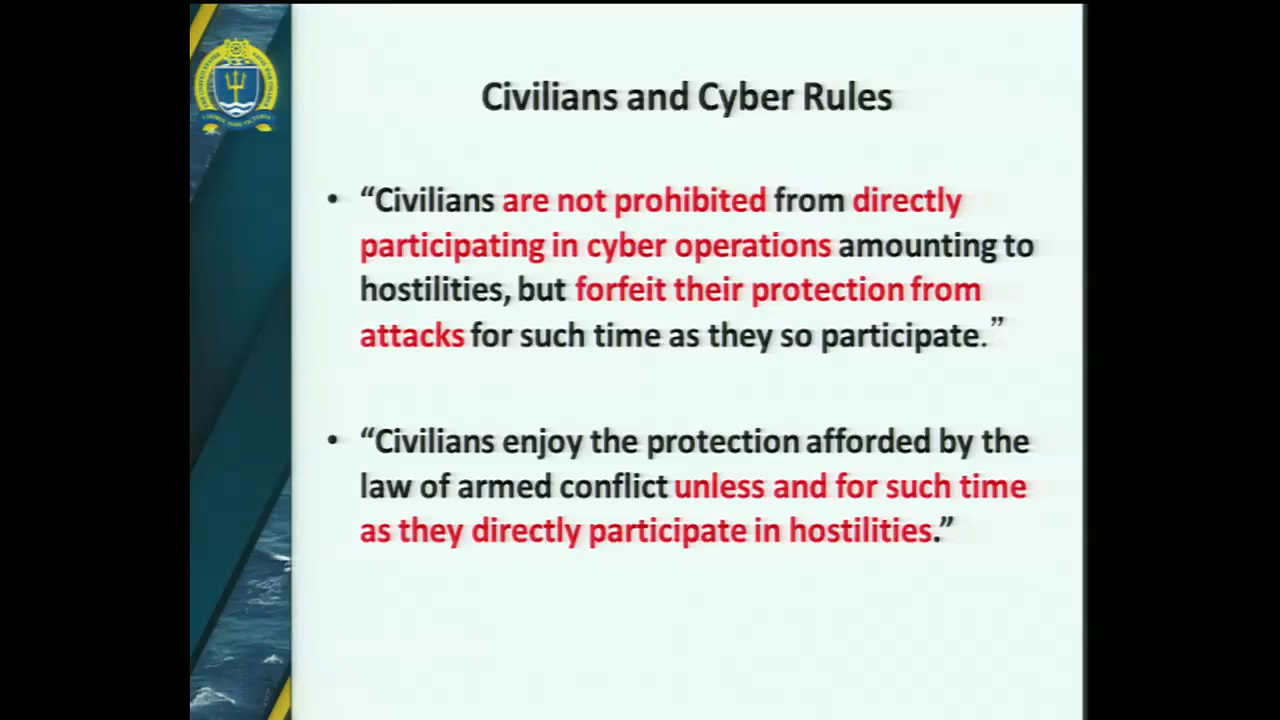 Civilians and Cyber Rules
• “Civilians are not prohibited from directly
participating in cyber operations amounting to
hostilities, but forfeit their protection from
attacks for such time as they so participate.”
• “Civilians enjoy the protection afforded by the
law of armed conflict unless and for such time
as they directly participate in hostilities.”